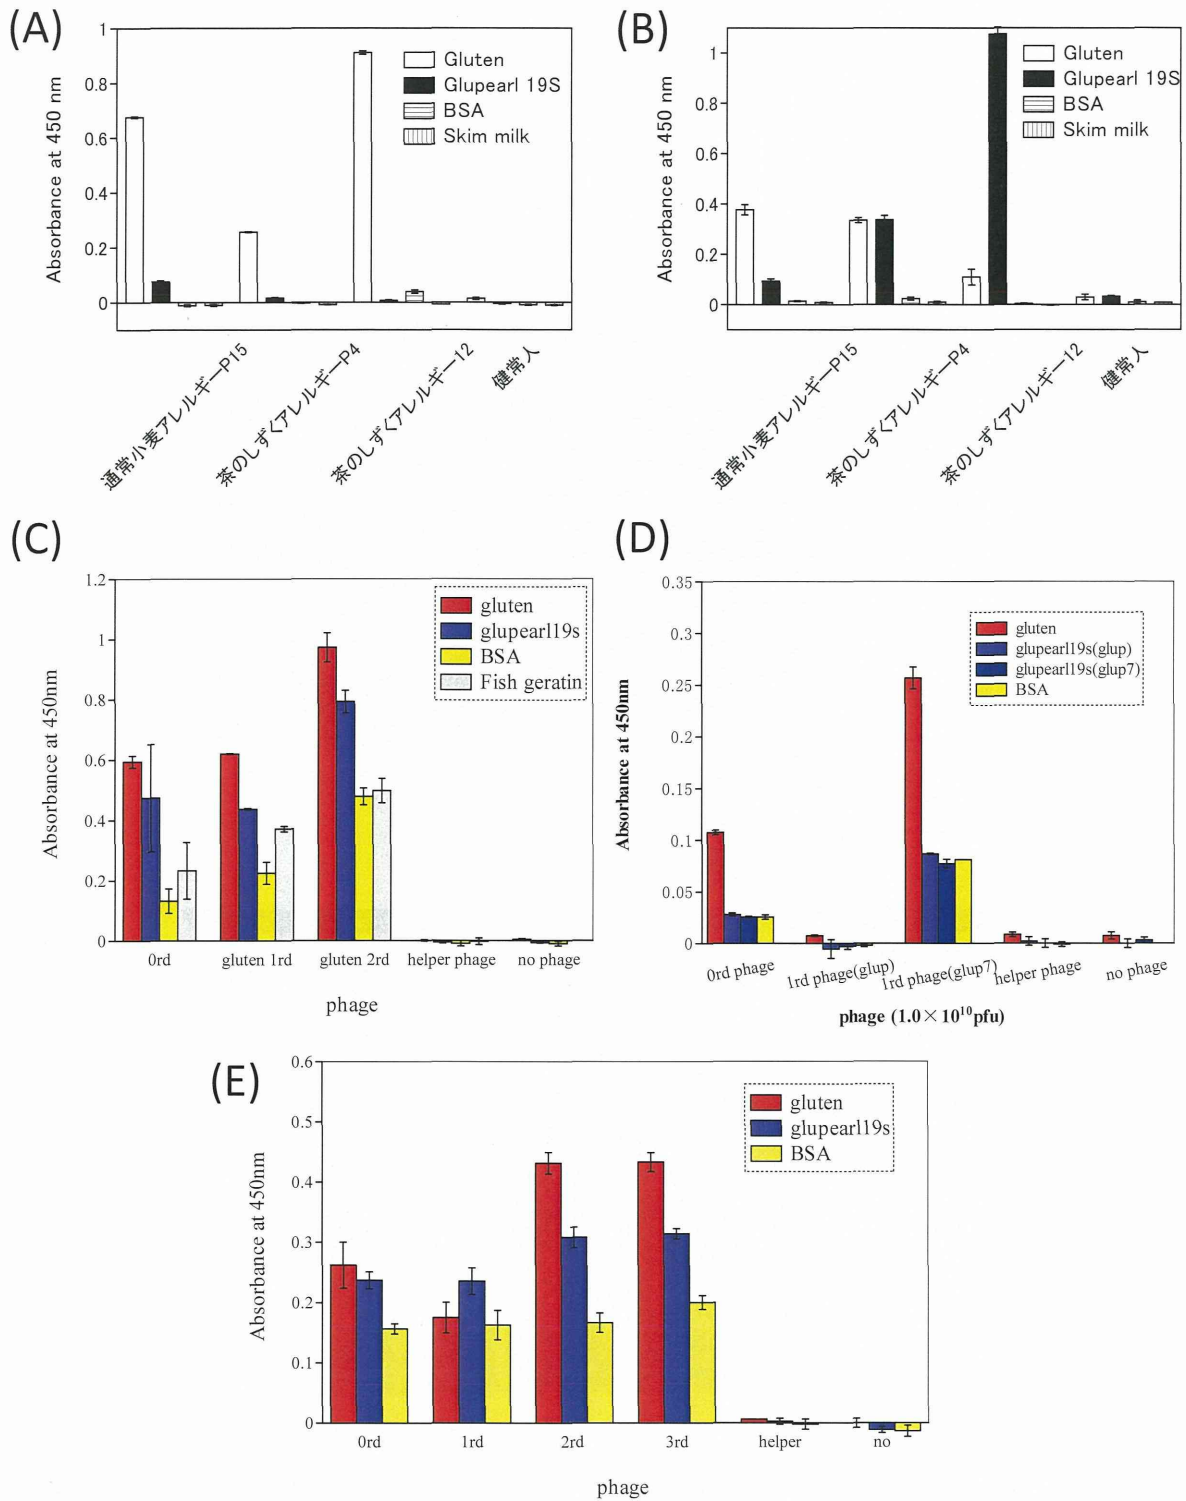 (A)
Absorbance at 450 nm
1
0.8
0.6
0.4
0.2
0
Gluten
Glupearl 19S
BSA
Skim milk
通常小麦アレルギーP15
茶のしずくアレルギーP4
茶のしずくアレルギー12
健常人
(B)
Absorbance at 450 nm
1
0.8
0.6
0.4
0.2
0
Gluten
Glupearl 19S
BSA
Skim milk
通常小麦アレルギーP15
茶のしずくアレルギーP4
茶のしずくアレルギー12
健常人
(C)
Absorbance at 450nm
1.2
1
0.8
0.6
0.4
0.2
0
gluten
glupearl19s
BSA
Fish geratin
0rd
gluten 1rd
gluten 2rd
helper phage
no phage
phage
(D)
Absorbance at 450nm
0.35
0.3
0.25
0.2
0.15
0.1
0.05
0
gluten
glupearl19s(glup)
glupearl19s(glup7)
BSA
0rd phage
1rd phage(glup)
1rd phage(glup7)
helper phage
no phage
phage (1.0×10¹⁰pfu)
(E)
Absorbance at 450nm
0.6
0.5
0.4
0.3
0.2
0.1
0
gluten
glupearl19s
BSA
0rd
1rd
2rd
3rd
helper
no
phage